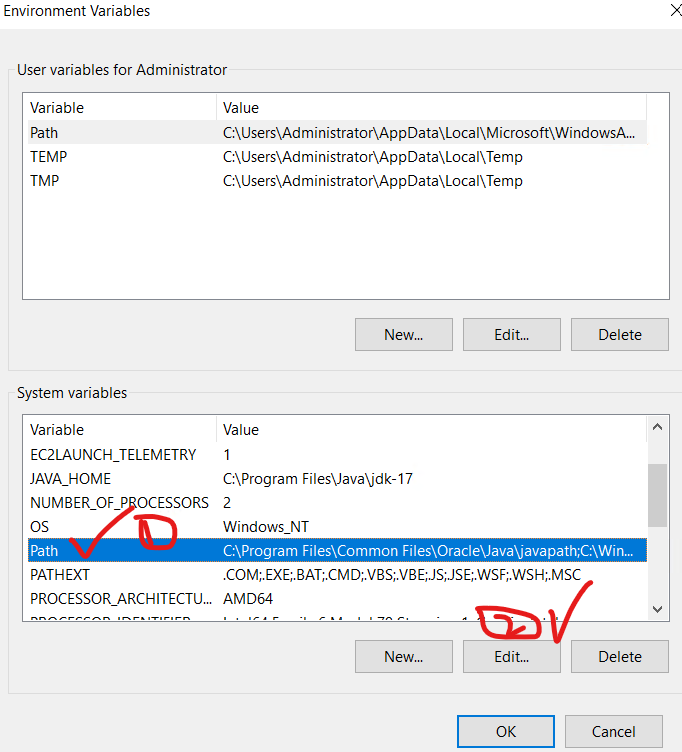 Environment Variables
User variables for Administrator
Variable Value
Path C:\Users\Administrator\AppData\Local\Microsoft\WindowsA...
TEMP C:\Users\Administrator\AppData\Local\Temp
TMP C:\Users\Administrator\AppData\Local\Temp
New... Edit... Delete
System variables
Variable Value
EC2LAUNCH_TELEMETRY 1
JAVA_HOME C:\Program Files\Java\jdk-17
NUMBER_OF_PROCESSORS 2
OS Windows_NT
1
Path C:\Program Files\Common Files\Oracle\Java\javapath;C:\Win...
PATHEXT .COM;.EXE;.BAT;.CMD;.VBS;.VBE;.JS;.JSE;.WSF;.WSH;.MSC
PROCESSOR_ARCHITECTU... AMD64
2
New... Edit... Delete
OK Cancel